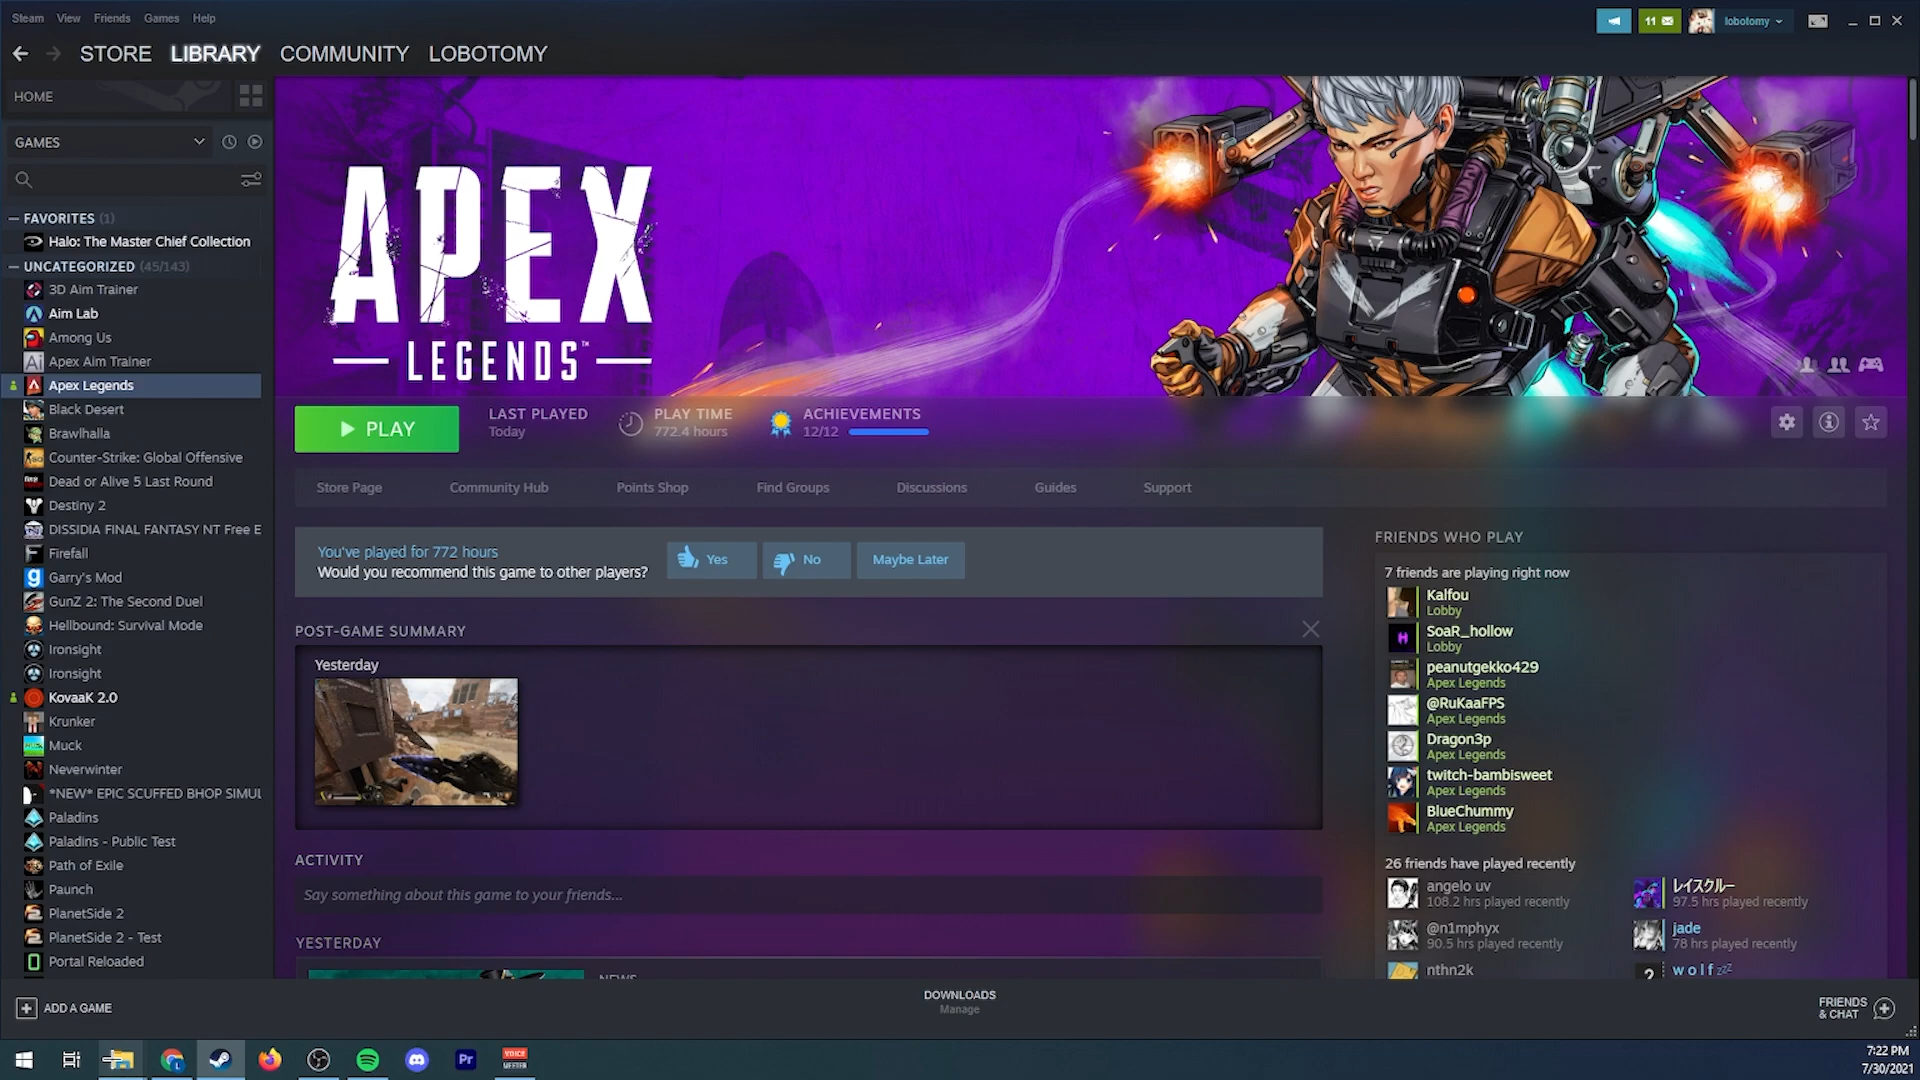 Steam View Friends Games Help
11
lobotomy
STORE LIBRARY COMMUNITY LOBOTOMY
HOME
GAMES
— FAVORITES (1)
Halo: The Master Chief Collection
— UNCATEGORIZED (45/143)
3D Aim Trainer
Aim Lab
Among Us
Apex Aim Trainer
Apex Legends
Black Desert
Brawlhalla
Counter-Strike: Global Offensive
Dead or Alive 5 Last Round
Destiny 2
DISSIDIA FINAL FANTASY NT Free E
Firefall
Garry's Mod
GunZ 2: The Second Duel
Hellbound: Survival Mode
Ironsight
Ironsight
KovaaK 2.0
Krunker
Muck
Neverwinter
*NEW* EPIC SCUFFED BHOP SIMUL
Paladins
Paladins - Public Test
Path of Exile
Paunch
PlanetSide 2
PlanetSide 2 - Test
Portal Reloaded
APEX
LEGENDS™
PLAY
LAST PLAYED
Today
PLAY TIME
772.4 hours
ACHIEVEMENTS
12/12
Store Page Community Hub Points Shop Find Groups Discussions Guides Support
You've played for 772 hours
Would you recommend this game to other players?
Yes No Maybe Later
POST-GAME SUMMARY
Yesterday
ACTIVITY
Say something about this game to your friends...
YESTERDAY
NEWS
FRIENDS WHO PLAY
7 friends are playing right now
Kalfou
Lobby
SoaR_hollow
Lobby
peanutgekko429
Apex Legends
@RuKaaFPS
Apex Legends
Dragon3p
Apex Legends
twitch-bambisweet
Apex Legends
BlueChummy
Apex Legends
26 friends have played recently
angelo uv
108.2 hrs played recently
レイスクルー
97.5 hrs played recently
@n1mphyx
90.5 hrs played recently
jade
78 hrs played recently
nthn2k
w o l f zzz
ADD A GAME
DOWNLOADS
Manage
FRIENDS
& CHAT
Pr
VOICE
MEETER
7:22 PM
7/30/2021